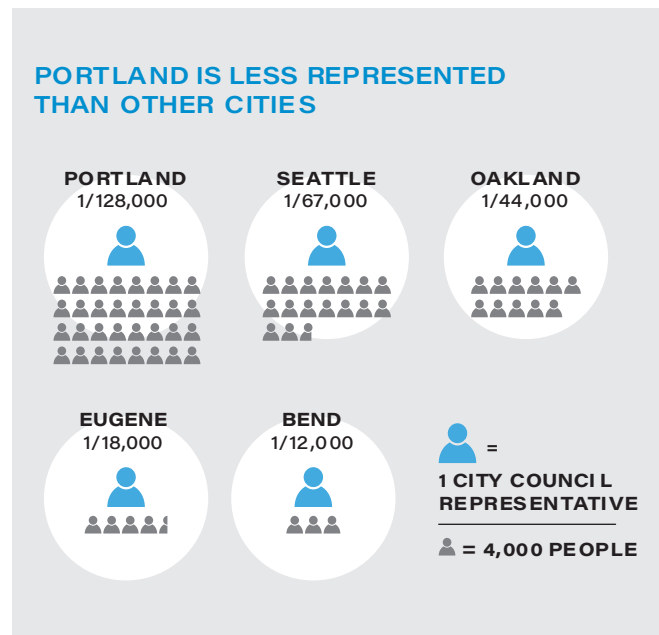 PORTLAND IS LESS REPRESENTED
THAN OTHER CITIES
PORTLAND
1/128,000
SEATTLE
1/67,000
OAKLAND
1/44,000
EUGENE
1/18,000
BEND
1/12,000
=
1 CITY COUNCIL
REPRESENTATIVE
= 4,000 PEOPLE